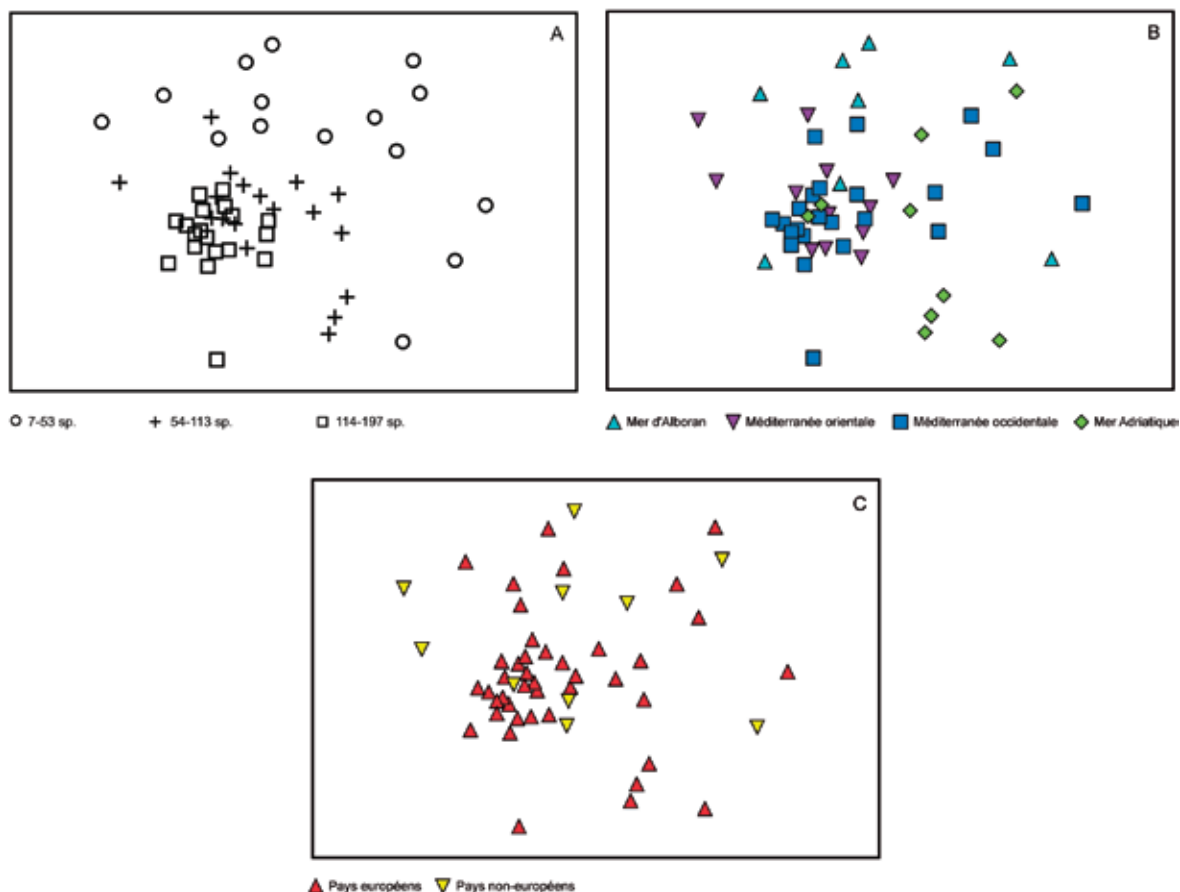 A
B
7-53 sp. 54-113 sp. 114-197 sp.
Mer d'Alboran Méditerranée orientale Méditerranée occidentale Mer Adriatique
C
Pays européens Pays non-européens